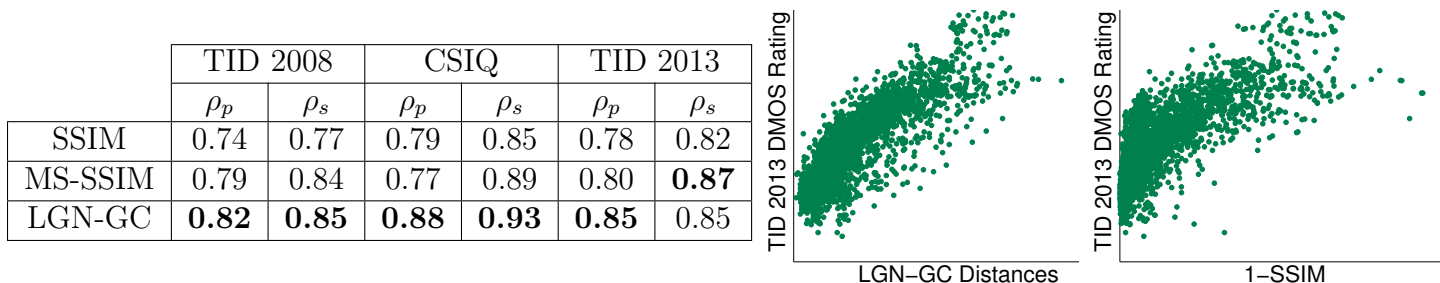 TID 2008 CSIQ TID 2013
ρp ρs ρp ρs ρp ρs
SSIM 0.74 0.77 0.79 0.85 0.78 0.82
MS-SSIM 0.79 0.84 0.77 0.89 0.80 0.87
LGN-GC 0.82 0.85 0.88 0.93 0.85 0.85
TID 2013 DMOS Rating
LGN−GC Distances
TID 2013 DMOS Rating
1−SSIM